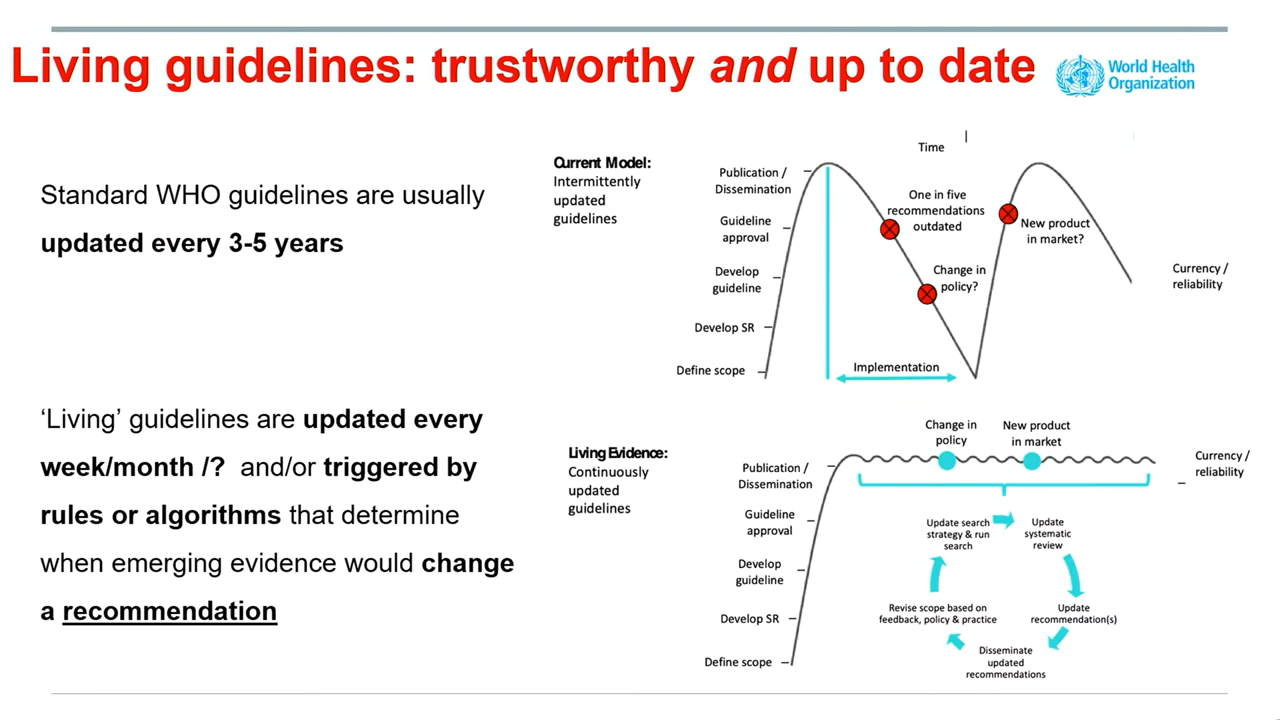 Living guidelines: trustworthy and up to date
World Health
Organization
Standard WHO guidelines are usually
updated every 3-5 years
‘Living’ guidelines are updated every
week/month /? and/or triggered by
rules or algorithms that determine
when emerging evidence would change
a recommendation
Current Model:
Intermittently
updated
guidelines
Time
Publication /
Dissemination
Guideline
approval
Develop
guideline
Develop SR
Define scope
One in five
recommendations
outdated
Change in
policy?
New product
in market?
Currency /
reliability
Implementation
Living Evidence:
Continuously
updated
guidelines
Publication /
Dissemination
Guideline
approval
Develop
guideline
Develop SR
Define scope
Change in
policy
New product
in market
Currency /
reliability
Update search
strategy & run
search
Update
systematic
review
Update
recommendation(s)
Disseminate
updated
recommendations
Revise scope based on
feedback, policy & practice